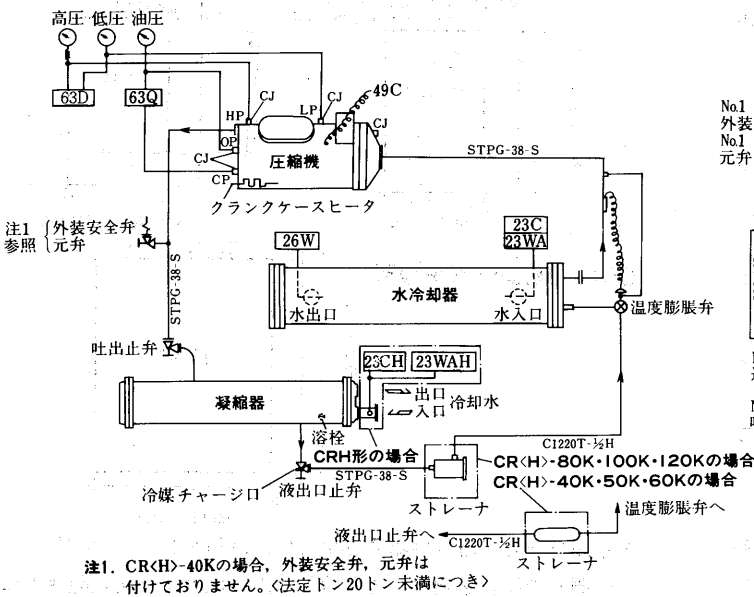 高圧 低圧 油圧
63D
63Q
HP
CJ
LP
CJ
49C
CJ
OP
CJ
圧縮機
CP
クランクケースヒータ
STPG-38-S
No.1
外装
No.1
元弁
注1 外装安全弁
参照 元弁
STPG-38-S
26W
23C
23WA
水冷却器
水出口
水入口
温度膨脹弁
吐出止弁
23CH
23WAH
凝縮器
出口
入口
冷却水
溶栓
CRH形の場合
C1220T-½H
STPG-38-S
冷媒チャージ口
液出口止弁
ストレーナ
CR<H>-80K・100K・120Kの場合
CR<H>-40K・50K・60Kの場合
液出口止弁へ
C1220T-½H
温度膨脹弁へ
ストレーナ
注1. CR<H>-40Kの場合, 外装安全弁, 元弁は
付けておりません。<法定トン20トン未満につき>